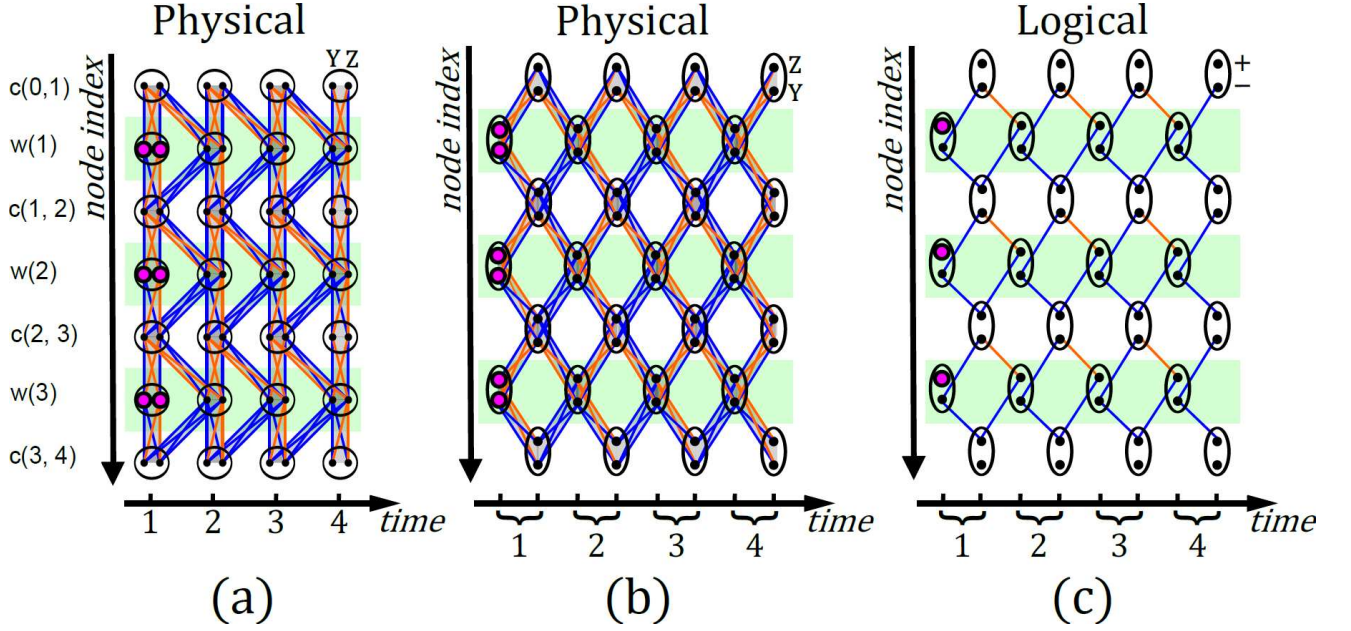 Physical
Physical
Logical
Y Z
node index
c(0,1)
w(1)
c(1, 2)
w(2)
c(2, 3)
w(3)
c(3, 4)
1
2
3
4
time
(a)
node index
Z
Y
1
2
3
4
time
(b)
node index
+
−
1
2
3
4
time
(c)